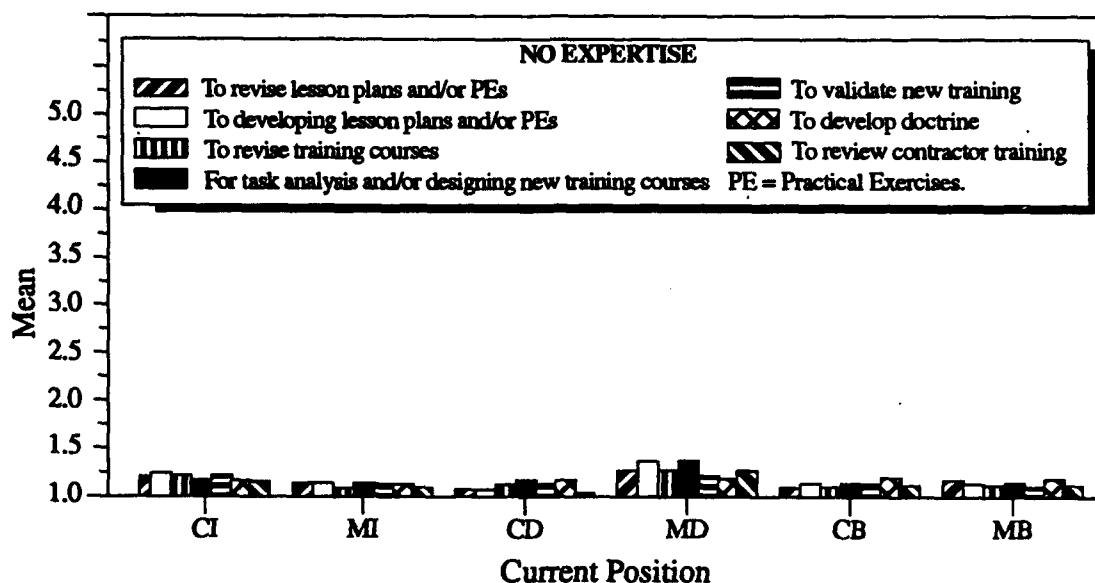 NO EXPERTISE
To revise lesson plans and/or PEs
To developing lesson plans and/or PEs
To revise training courses
For task analysis and/or designing new training courses
To validate new training
To develop doctrine
To review contractor training
PE = Practical Exercises.
5.0
4.5
4.0
3.5
3.0
2.5
2.0
1.5
1.0
Mean
CI MI CD MD CB MB
Current Position